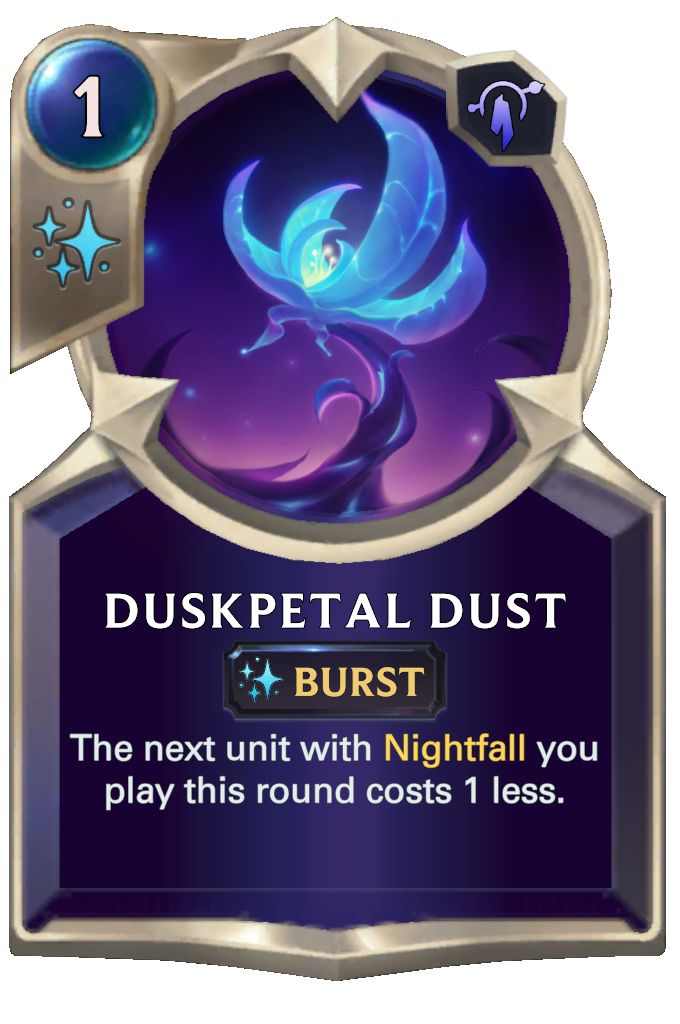 1
DUSKPETAL DUST
BURST
The next unit with Nightfall you
play this round costs 1 less.